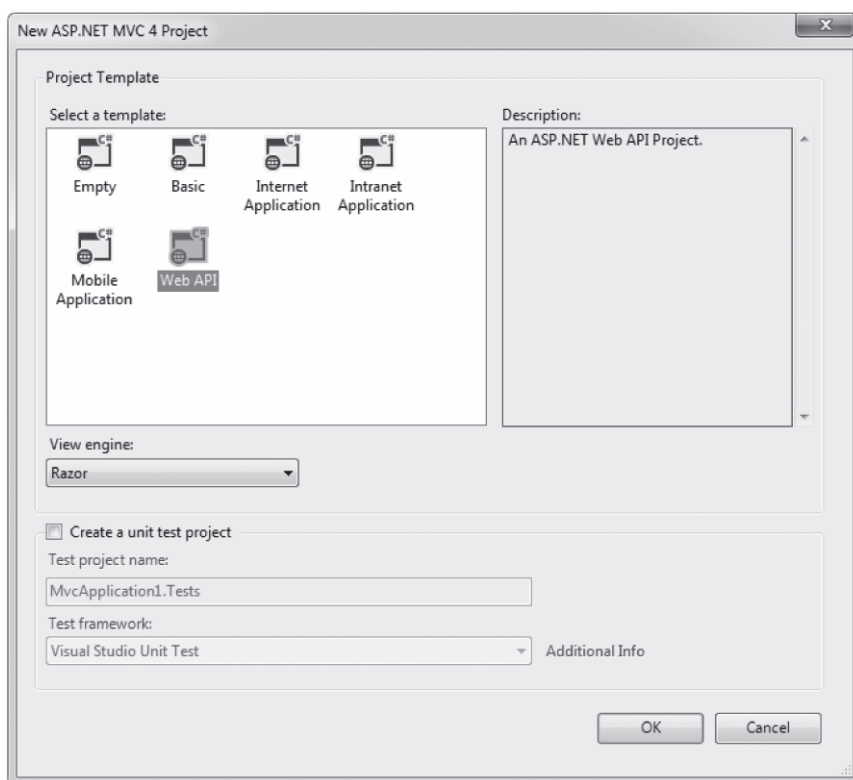 New ASP.NET MVC 4 Project
x
Project Template
Select a template:
Description:
C#
C#
C#
C#
Empty
Basic
Internet
Application
Intranet
Application
C#
C#
Mobile
Application
Web API
An ASP.NET Web API Project.
View engine:
Razor
Create a unit test project
Test project name:
MvcApplication1.Tests
Test framework:
Visual Studio Unit Test
Additional Info
OK
Cancel